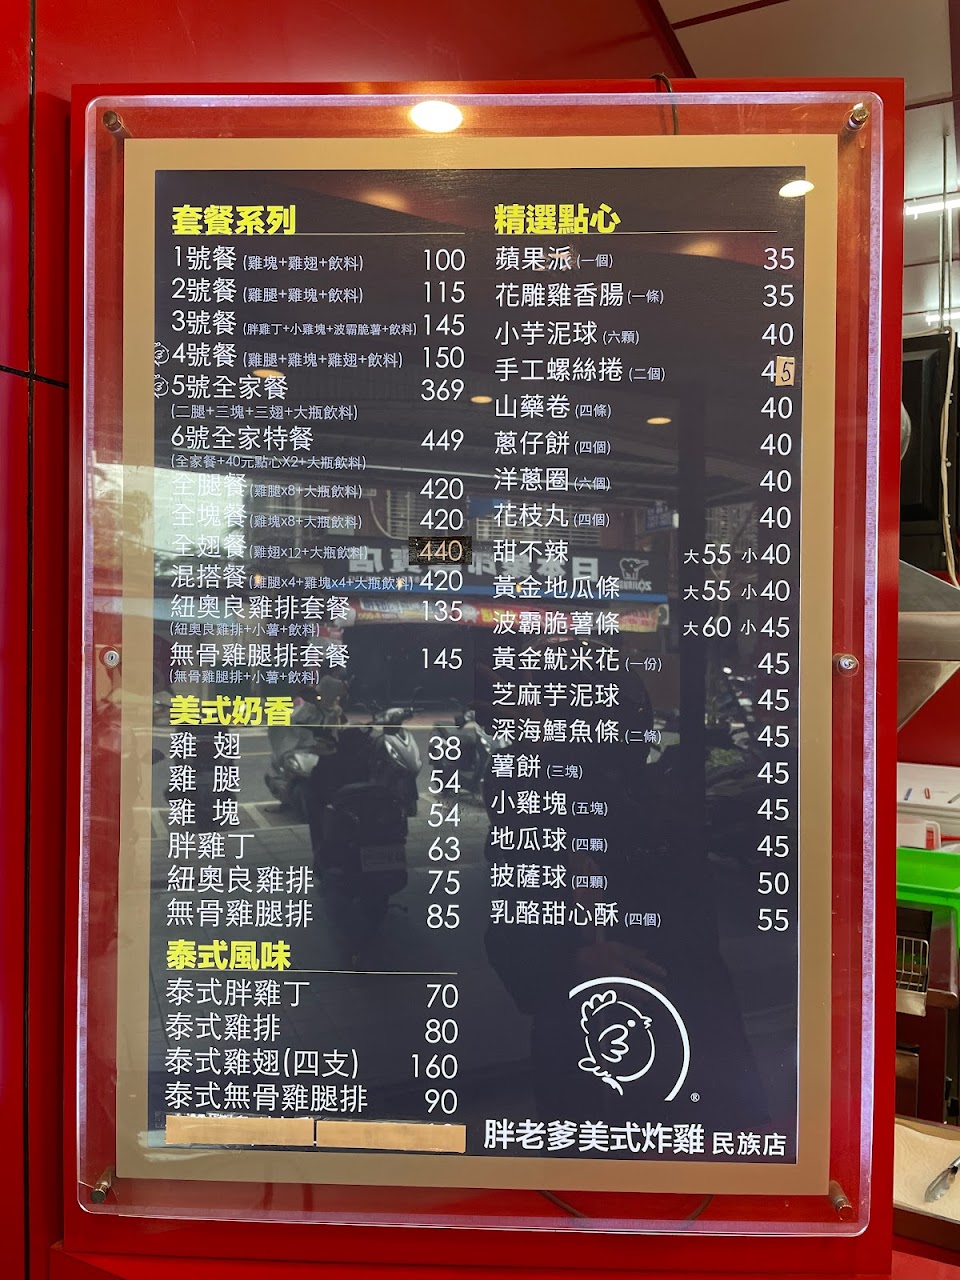 套餐系列
1號餐 (雞塊+雞翅+飲料) 100
2號餐 (雞腿+雞塊+飲料) 115
3號餐 (胖雞丁+小雞塊+波霸脆薯+飲料) 145
4號餐 (雞腿+雞塊+雞翅+飲料) 150
5號全家餐 369
(二腿+三塊+三翅+大瓶飲料)
6號全家特餐 449
(全家餐+40元點心X2+大瓶飲料)
全腿餐 (雞腿x8+大瓶飲料) 420
全塊餐 (雞塊x8+大瓶飲料) 420
全翅餐 (雞翅x12+大瓶飲料) 440
混搭餐 (雞腿x4+雞塊x4+大瓶飲料) 420
紐奧良雞排套餐 135
(紐奧良雞排+小薯+飲料)
無骨雞腿排套餐 145
(無骨雞腿排+小薯+飲料)
美式奶香
雞 翅 38
雞 腿 54
雞 塊 54
胖雞丁 63
紐奧良雞排 75
無骨雞腿排 85
泰式風味
泰式胖雞丁 70
泰式雞排 80
泰式雞翅(四支) 160
泰式無骨雞腿排 90
精選點心
蘋果派 (一個) 35
花雕雞香腸 (一條) 35
小芋泥球 (六顆) 40
手工螺絲捲 (二個) 45
山藥卷 (四條) 40
蔥仔餅 (四個) 40
洋蔥圈 (六個) 40
花枝丸 (四個) 40
甜不辣 大55 小40
黃金地瓜條 大55 小40
波霸脆薯條 大60 小45
黃金魷米花 (一份) 45
芝麻芋泥球 45
深海鱈魚條 (二條) 45
薯餅 (三塊) 45
小雞塊 (五塊) 45
地瓜球 (四顆) 45
披薩球 (四顆) 50
乳酪甜心酥 (四個) 55
®
胖老爹美式炸雞 民族店